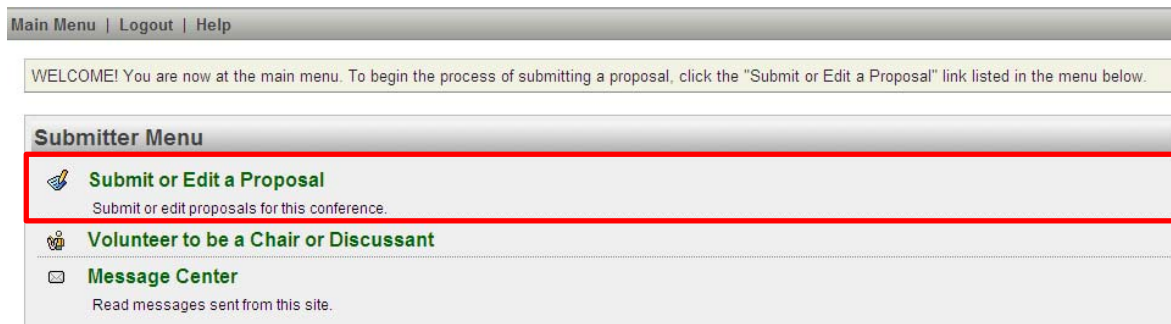 Main Menu | Logout | Help
WELCOME! You are now at the main menu. To begin the process of submitting a proposal, click the "Submit or Edit a Proposal" link listed in the menu below.
Submitter Menu
Submit or Edit a Proposal
Submit or edit proposals for this conference.
Volunteer to be a Chair or Discussant
Message Center
Read messages sent from this site.